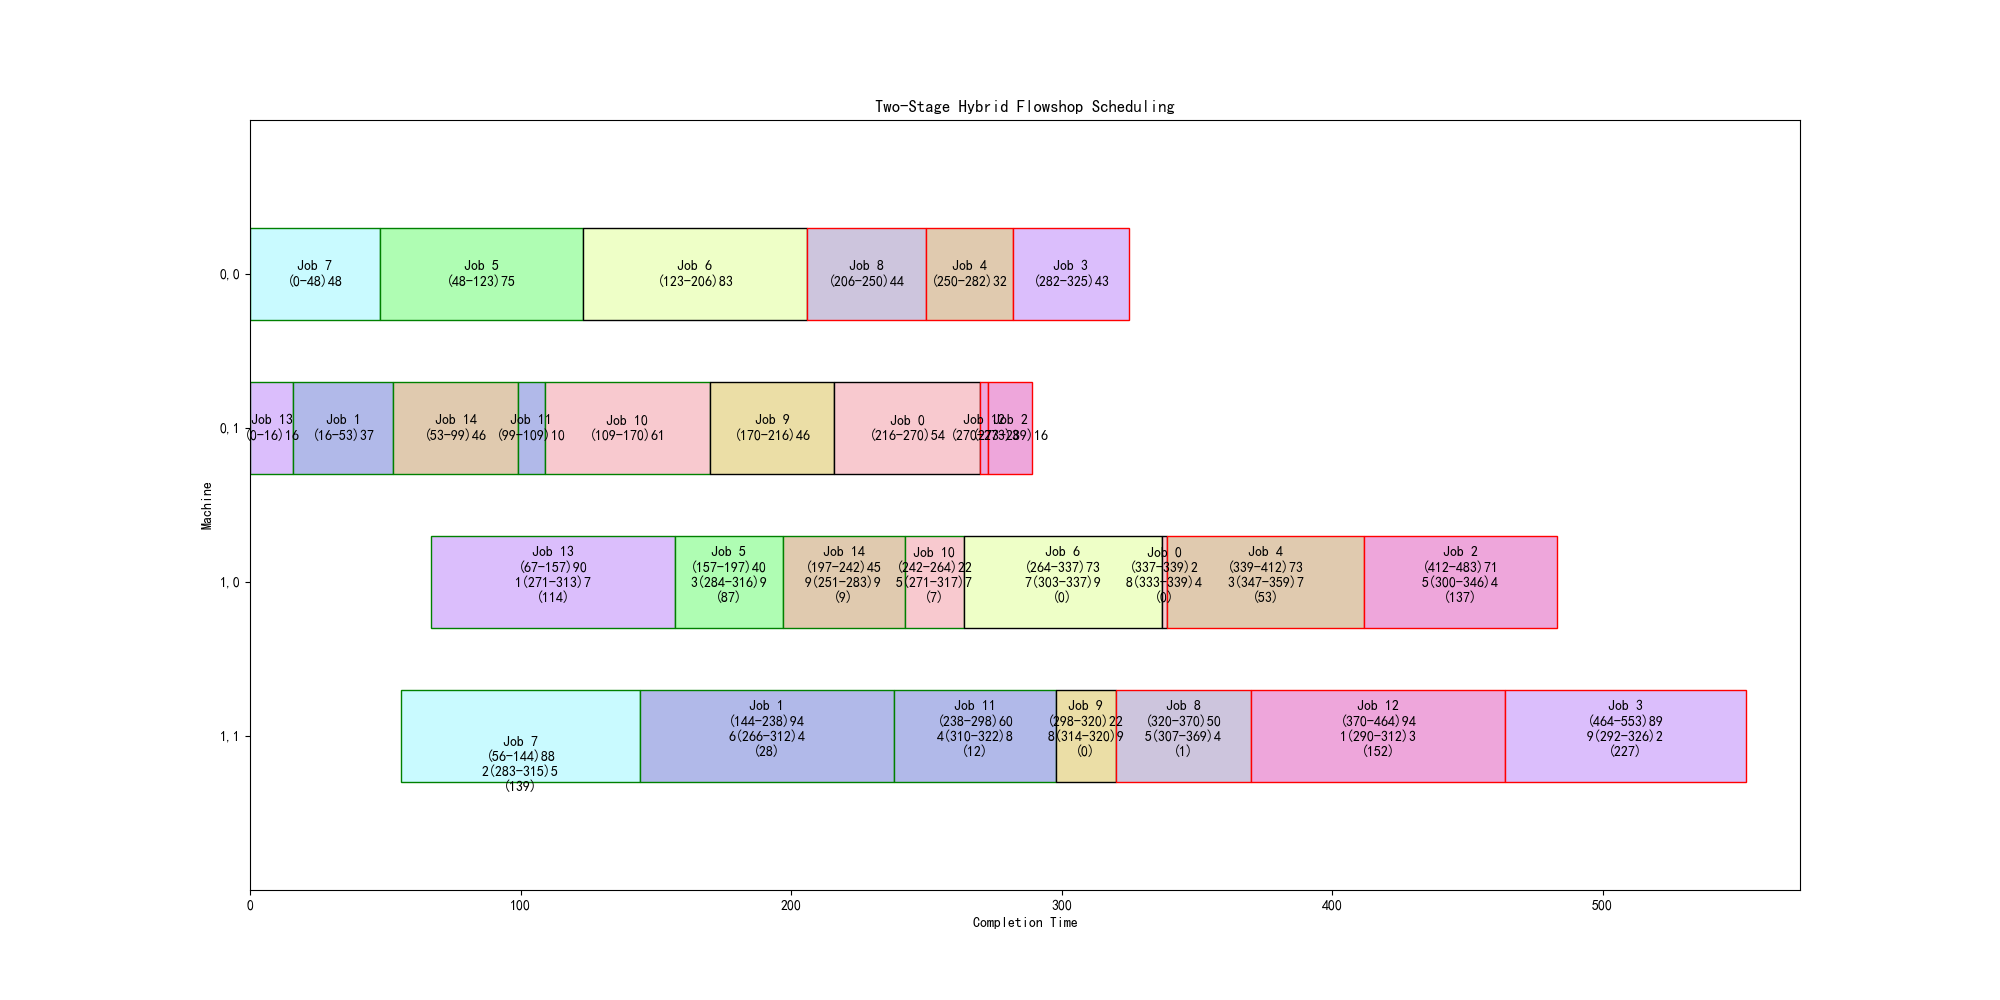 Two-Stage Hybrid Flowshop Scheduling
Machine
0,0
Job 7
(0-48)48
Job 5
(48-123)75
Job 6
(123-206)83
Job 8
(206-250)44
Job 4
(250-282)32
Job 3
(282-325)43
0,1
Job 13
(0-16)16
Job 1
(16-53)37
Job 14
(53-99)46
Job 11
(99-109)10
Job 10
(109-170)61
Job 9
(170-216)46
Job 0
(216-270)54
Job 12
Job 2
1,0
Job 13
(67-157)90
1(271-313)7
(114)
Job 5
(157-197)40
3(284-316)9
(87)
Job 14
(197-242)45
9(251-283)9
(9)
Job 10
(242-264)22
5(271-317)7
(7)
Job 6
(264-337)73
7(303-337)9
(0)
Job 0
(337-339)2
8(333-339)4
(0)
Job 4
(339-412)73
3(347-359)7
(53)
Job 2
(412-483)71
5(300-346)4
(137)
1,1
Job 7
(56-144)88
2(283-315)5
(139)
Job 1
(144-238)94
6(266-312)4
(28)
Job 11
(238-298)60
4(310-322)8
(12)
Job 9
(298-320)22
8(314-320)9
(0)
Job 8
(320-370)50
5(307-369)4
(1)
Job 12
(370-464)94
1(290-312)3
(152)
Job 3
(464-553)89
9(292-326)2
(227)
0
100
200
300
400
500
Completion Time